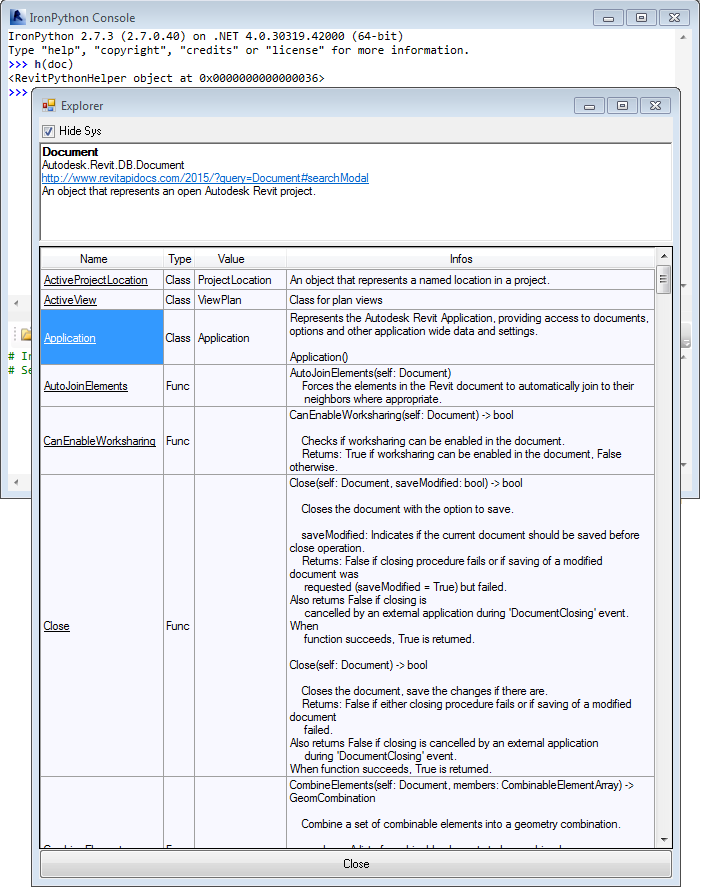 IronPython Console
IronPython 2.7.3 (2.7.0.40) on .NET 4.0.30319.42000 (64-bit)
Type "help", "copyright", "credits" or "license" for more information.
>>> h(doc)
<RevitPythonHelper object at 0x0000000000000036>
>>>
Explorer
Hide Sys
Document
Autodesk.Revit.DB.Document
http://www.revitapidocs.com/2015/?query=Document#searchModal
An object that represents an open Autodesk Revit project.
Name Type Value Infos
ActiveProjectLocation Class ProjectLocation An object that represents a named location in a project.
ActiveView Class ViewPlan Class for plan views
Application Class Application Represents the Autodesk Revit Application, providing access to documents,
options and other application wide data and settings.
Application()
AutoJoinElements Func AutoJoinElements(self: Document)
Forces the elements in the Revit document to automatically join to their
neighbors where appropriate.
CanEnableWorksharing Func CanEnableWorksharing(self: Document) -> bool
Checks if worksharing can be enabled in the document.
Returns: True if worksharing can be enabled in the document, False
otherwise.
Close Func Close(self: Document, saveModified: bool) -> bool
Closes the document with the option to save.
saveModified: Indicates if the current document should be saved before
close operation.
Returns: False if closing procedure fails or if saving of a modified
document was
requested (saveModified = True) but failed.
Also returns False if closing is
cancelled by an external application during 'DocumentClosing' event.
When
function succeeds, True is returned.
Close(self: Document) -> bool
Closes the document, save the changes if there are.
Returns: False if either closing procedure fails or if saving of a modified
document
failed.
Also returns False if closing is cancelled by an external application
during 'DocumentClosing' event.
When function succeeds, True is returned.
CombineElements(self: Document, members: CombinableElementArray) ->
GeomCombination
Combine a set of combinable elements into a geometry combination.
Close